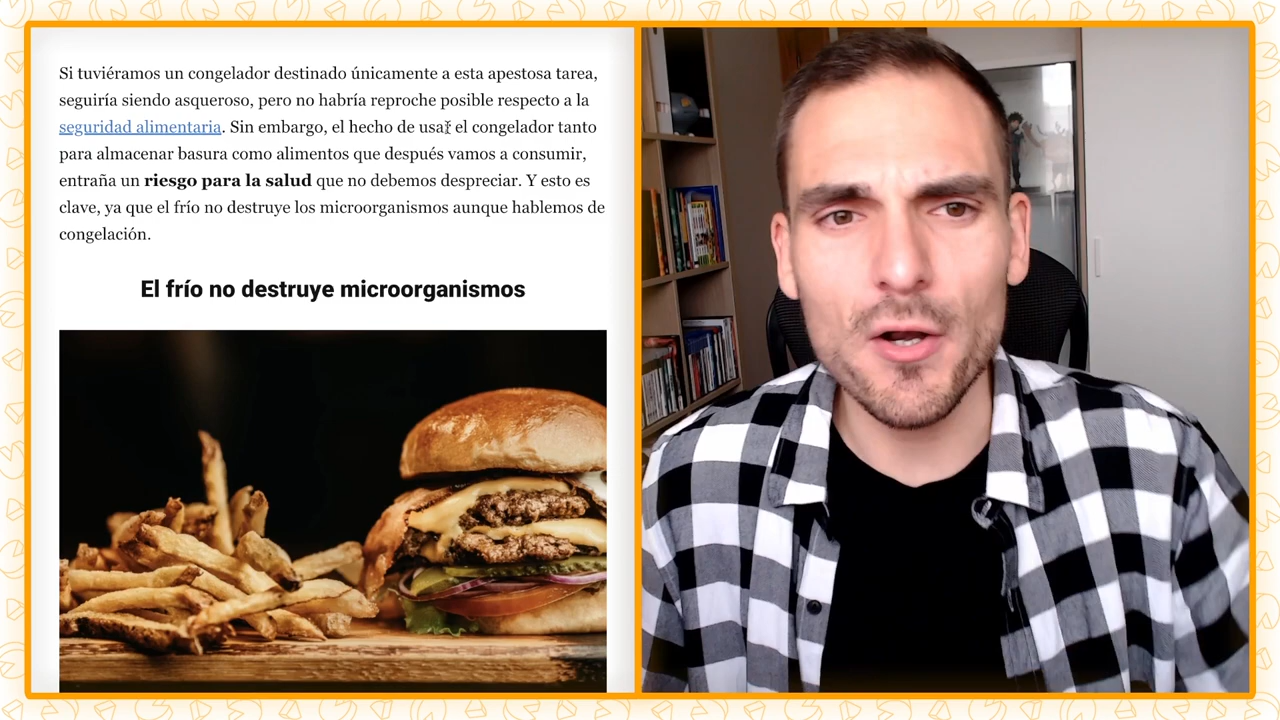 Si tuviéramos un congelador destinado únicamente a esta apestosa tarea,
seguiría siendo asqueroso, pero no habría reproche posible respecto a la
seguridad alimentaria. Sin embargo, el hecho de usar el congelador tanto
para almacenar basura como alimentos que después vamos a consumir,
entraña un riesgo para la salud que no debemos despreciar. Y esto es
clave, ya que el frío no destruye los microorganismos aunque hablemos de
congelación.
El frío no destruye microorganismos